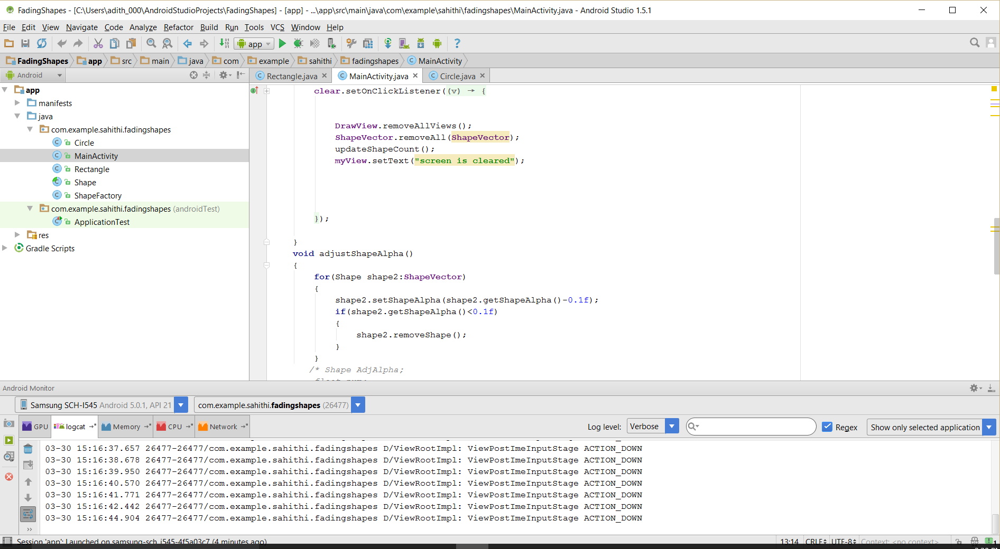 FadingShapes - [C:\Users\adith_000\AndroidStudioProjects\FadingShapes] - [app] - ...\app\src\main\java\com\example\sahithi\fadingshapes\MainActivity.java - Android Studio 1.5.1
File Edit View Navigate Code Analyze Refactor Build Run Tools VCS Window Help
app
FadingShapes app src main java com example sahithi fadingshapes MainActivity
Android
Rectangle.java MainActivity.java Circle.java
app
manifests
java
com.example.sahithi.fadingshapes
Circle
MainActivity
Rectangle
Shape
ShapeFactory
com.example.sahithi.fadingshapes (androidTest)
ApplicationTest
res
Gradle Scripts
clear.setOnClickListener((v) → {
DrawView.removeAllViews();
ShapeVector.removeAll(ShapeVector);
updateShapeCount();
myView.setText("screen is cleared");
});
}
void adjustShapeAlpha()
{
for(Shape shape2:ShapeVector)
{
shape2.setShapeAlpha(shape2.getShapeAlpha()-0.1f);
if(shape2.getShapeAlpha()<0.1f)
{
shape2.removeShape();
}
}
/* Shape AdjAlpha;
Android Monitor
Samsung SCH-I545 Android 5.0.1, API 21 com.example.sahithi.fadingshapes (26477)
GPU logcat Memory CPU Network Log level: Verbose Regex Show only selected application
03-30 15:16:37.657 26477-26477/com.example.sahithi.fadingshapes D/ViewRootImpl: ViewPostImeInputStage ACTION_DOWN
03-30 15:16:38.678 26477-26477/com.example.sahithi.fadingshapes D/ViewRootImpl: ViewPostImeInputStage ACTION_DOWN
03-30 15:16:39.950 26477-26477/com.example.sahithi.fadingshapes D/ViewRootImpl: ViewPostImeInputStage ACTION_DOWN
03-30 15:16:40.570 26477-26477/com.example.sahithi.fadingshapes D/ViewRootImpl: ViewPostImeInputStage ACTION_DOWN
03-30 15:16:41.771 26477-26477/com.example.sahithi.fadingshapes D/ViewRootImpl: ViewPostImeInputStage ACTION_DOWN
03-30 15:16:42.442 26477-26477/com.example.sahithi.fadingshapes D/ViewRootImpl: ViewPostImeInputStage ACTION_DOWN
03-30 15:16:44.904 26477-26477/com.example.sahithi.fadingshapes D/ViewRootImpl: ViewPostImeInputStage ACTION_DOWN
Session 'app': Launched on samsung-sch_i545-4f5a03c7 (4 minutes ago) 13:14 CRLF UTF-8 Context: <no context> 1